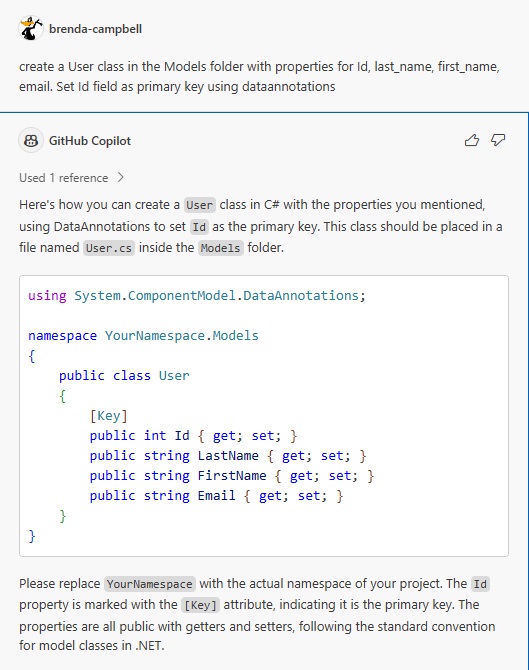 brenda-campbell
create a User class in the Models folder with properties for Id, last_name, first_name,
email. Set Id field as primary key using dataannotations
GitHub Copilot
Used 1 reference
Here's how you can create a User class in C# with the properties you mentioned,
using DataAnnotations to set Id as the primary key. This class should be placed in a
file named User.cs inside the Models folder.
using System.ComponentModel.DataAnnotations;
namespace YourNamespace.Models
{
    public class User
    {
        [Key]
        public int Id { get; set; }
        public string LastName { get; set; }
        public string FirstName { get; set; }
        public string Email { get; set; }
    }
}
Please replace YourNamespace with the actual namespace of your project. The Id
property is marked with the [Key] attribute, indicating it is the primary key. The
properties are all public with getters and setters, following the standard convention
for model classes in .NET.